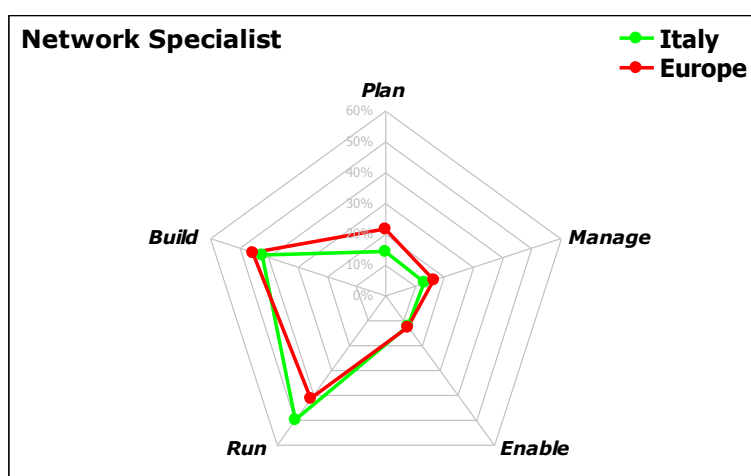 Network Specialist
Italy
Europe
Plan
60%
50%
40%
30%
20%
10%
0%
Build
Manage
Run
Enable